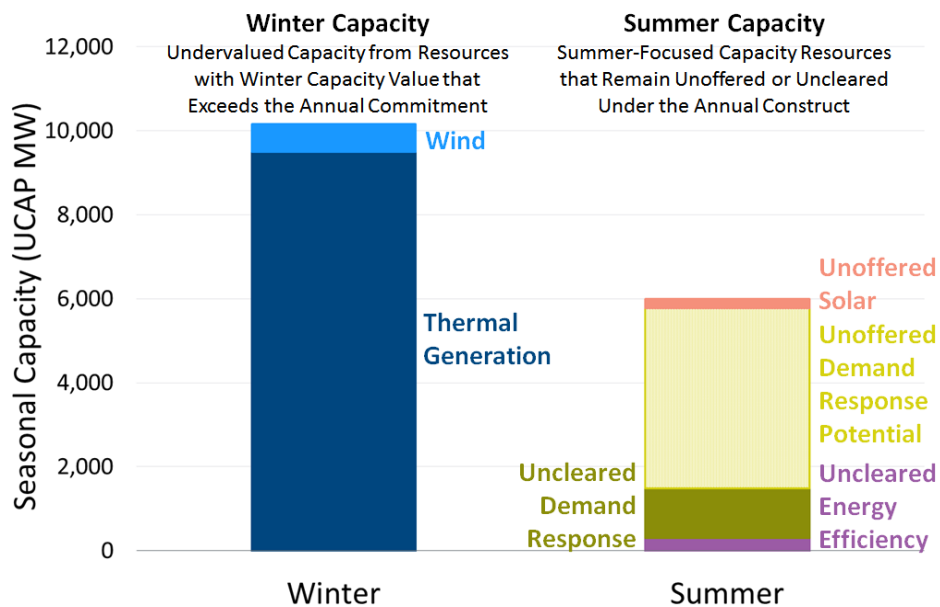 Winter Capacity
Undervalued Capacity from Resources
with Winter Capacity Value that
Exceeds the Annual Commitment
Summer Capacity
Summer-Focused Capacity Resources
that Remain Unoffered or Uncleared
Under the Annual Construct
Seasonal Capacity (UCAP MW)
12,000
10,000
8,000
6,000
4,000
2,000
0
Wind
Thermal
Generation
Unoffered
Solar
Unoffered
Demand
Response
Potential
Uncleared
Demand
Response
Uncleared
Energy
Efficiency
Winter
Summer